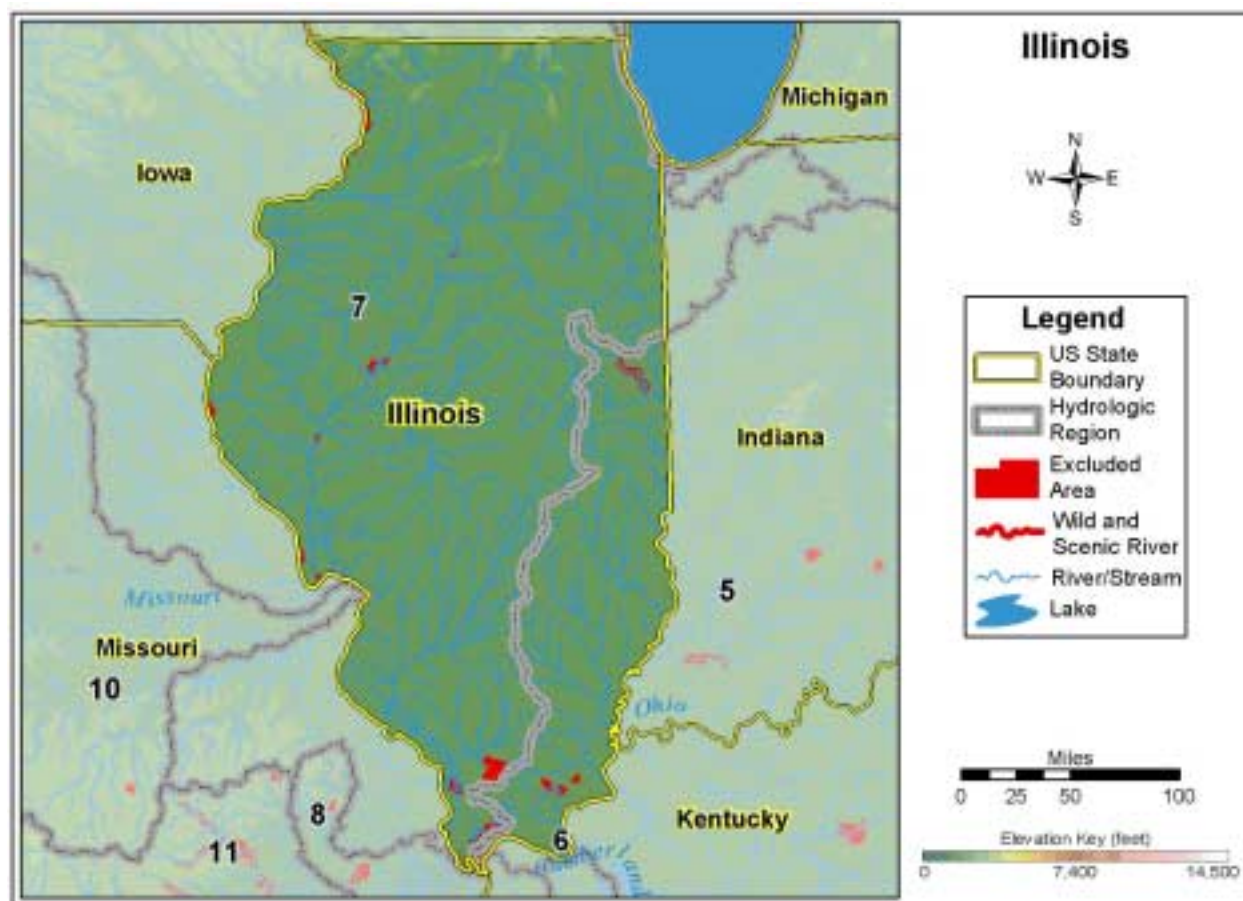 Illinois
Michigan
N
W E
S
Iowa
7
Legend
US State
Boundary
Hydrologic
Region
Excluded
Area
Wild and
Scenic River
River/Stream
Lake
Illinois
Indiana
Missouri
5
Missouri
10
Ohio
Miles
0 25 50 100
8
11
6
Kentucky
Cumberland
Elevation Key (feet)
0 7,400 14,500